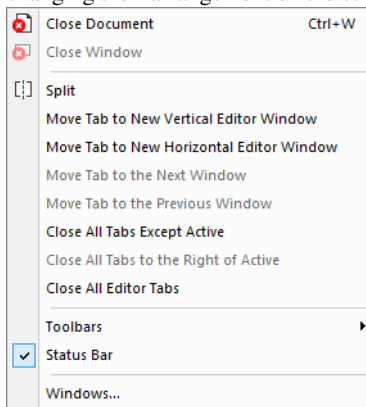 Close Document Ctrl+W
Close Window
Split
Move Tab to New Vertical Editor Window
Move Tab to New Horizontal Editor Window
Move Tab to the Next Window
Move Tab to the Previous Window
Close All Tabs Except Active
Close All Tabs to the Right of Active
Close All Editor Tabs
Toolbars
Status Bar
Windows...